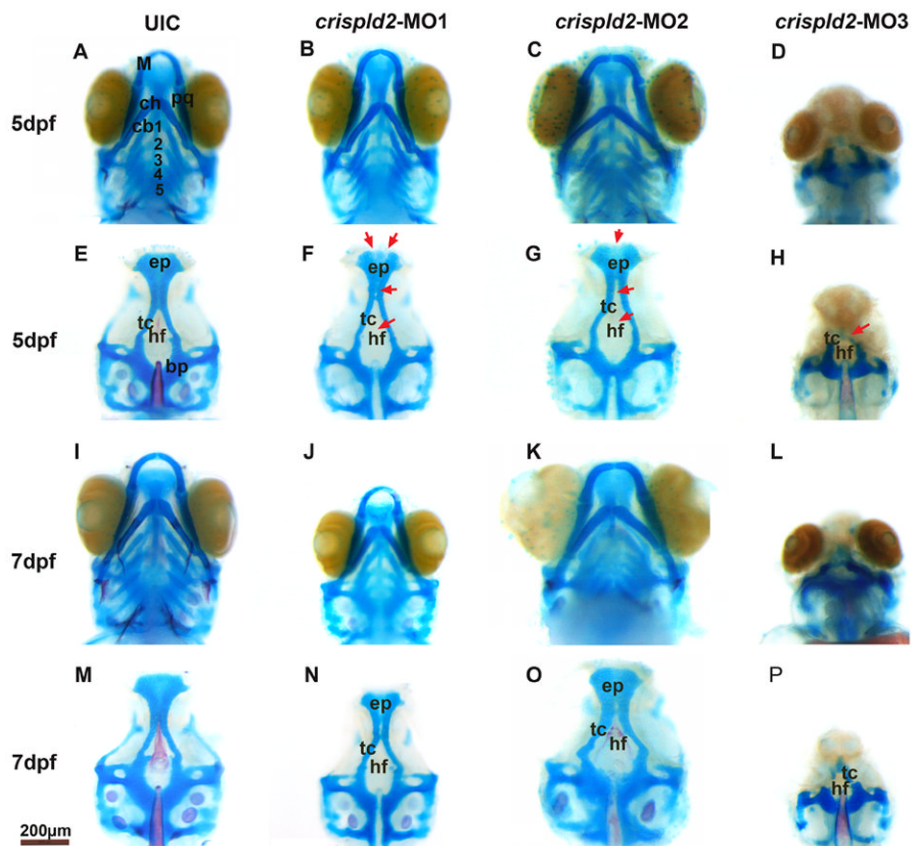 UIC crispld2-MO1 crispld2-MO2 crispld2-MO3
A B C D
M
ch pq
cb1
2
3
4
5
5dpf
E F G H
ep ep ep
tc tc tc tc
hf hf hf hf
bp
5dpf
I J K L
7dpf
M N O P
ep ep
tc tc tc
hf hf hf
7dpf
200µm